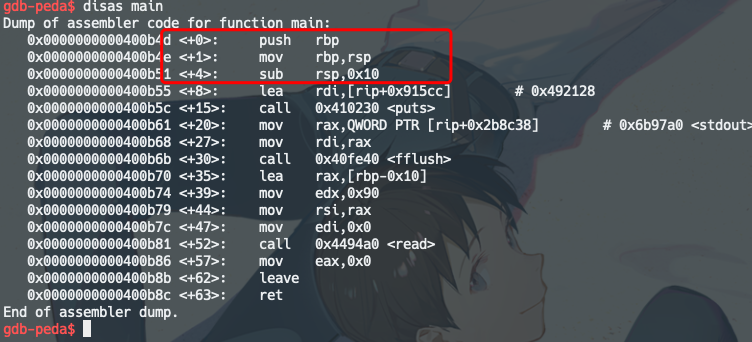 gdb-peda$ disas main
Dump of assembler code for function main:
0x0000000000400b4d <+0>: push rbp
0x0000000000400b4e <+1>: mov rbp,rsp
0x0000000000400b51 <+4>: sub rsp,0x10
0x0000000000400b55 <+8>: lea rdi,[rip+0x915cc] # 0x492128
0x0000000000400b5c <+15>: call 0x410230 <puts>
0x0000000000400b61 <+20>: mov rax,QWORD PTR [rip+0x2b8c38] # 0x6b97a0 <stdout>
0x0000000000400b68 <+27>: mov rdi,rax
0x0000000000400b6b <+30>: call 0x40fe40 <fflush>
0x0000000000400b70 <+35>: lea rax,[rbp-0x10]
0x0000000000400b74 <+39>: mov edx,0x90
0x0000000000400b79 <+44>: mov rsi,rax
0x0000000000400b7c <+47>: mov edi,0x0
0x0000000000400b81 <+52>: call 0x4494a0 <read>
0x0000000000400b86 <+57>: mov eax,0x0
0x0000000000400b8b <+62>: leave
0x0000000000400b8c <+63>: ret
End of assembler dump.
gdb-peda$